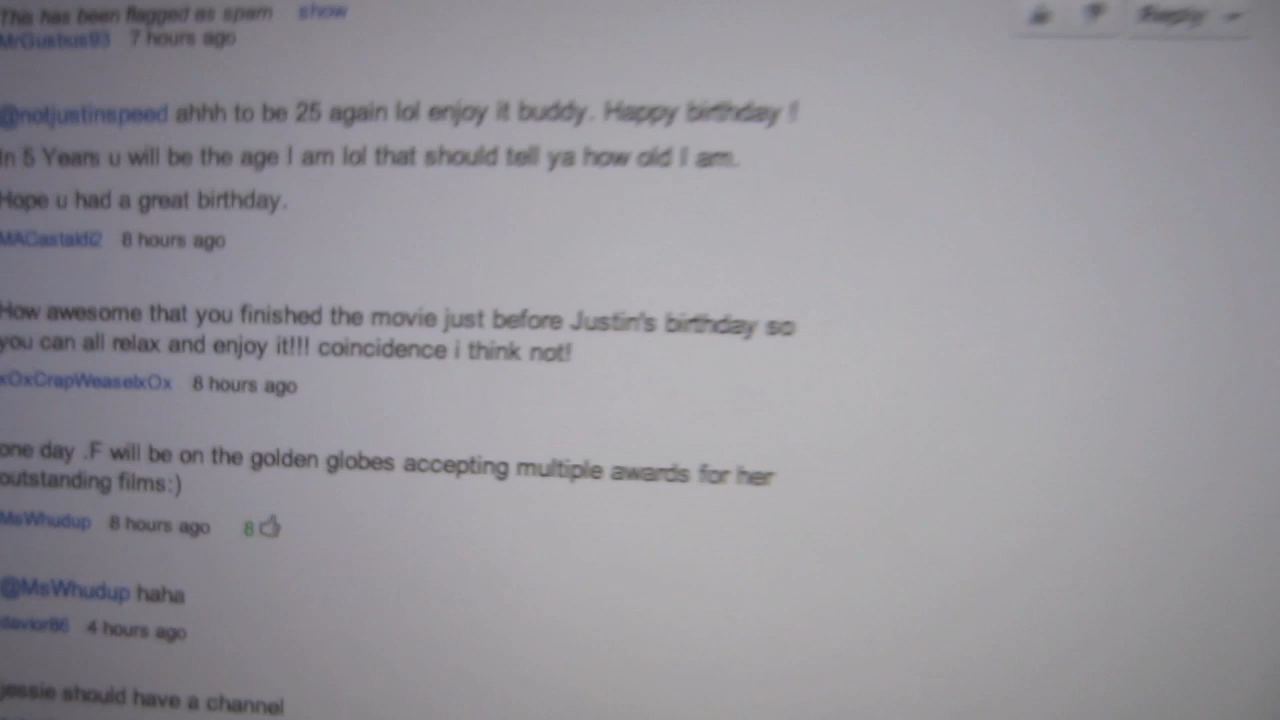 This has been flagged as spam show
MrGusbus93 7 hours ago
Reply
@notjustinspeed ahhh to be 25 again lol enjoy it buddy. Happy birthday !
In 5 Years u will be the age I am lol that should tell ya how old I am.
Hope u had a great birthday.
MACastaldi2 8 hours ago
How awesome that you finished the movie just before Justin's birthday so
you can all relax and enjoy it!!! coincidence i think not!
xOxCrapWeaselxOx 8 hours ago
one day .F will be on the golden globes accepting multiple awards for her
outstanding films:)
MsWhudup 8 hours ago 8
@MsWhudup haha
4 hours ago
jessie should have a channel